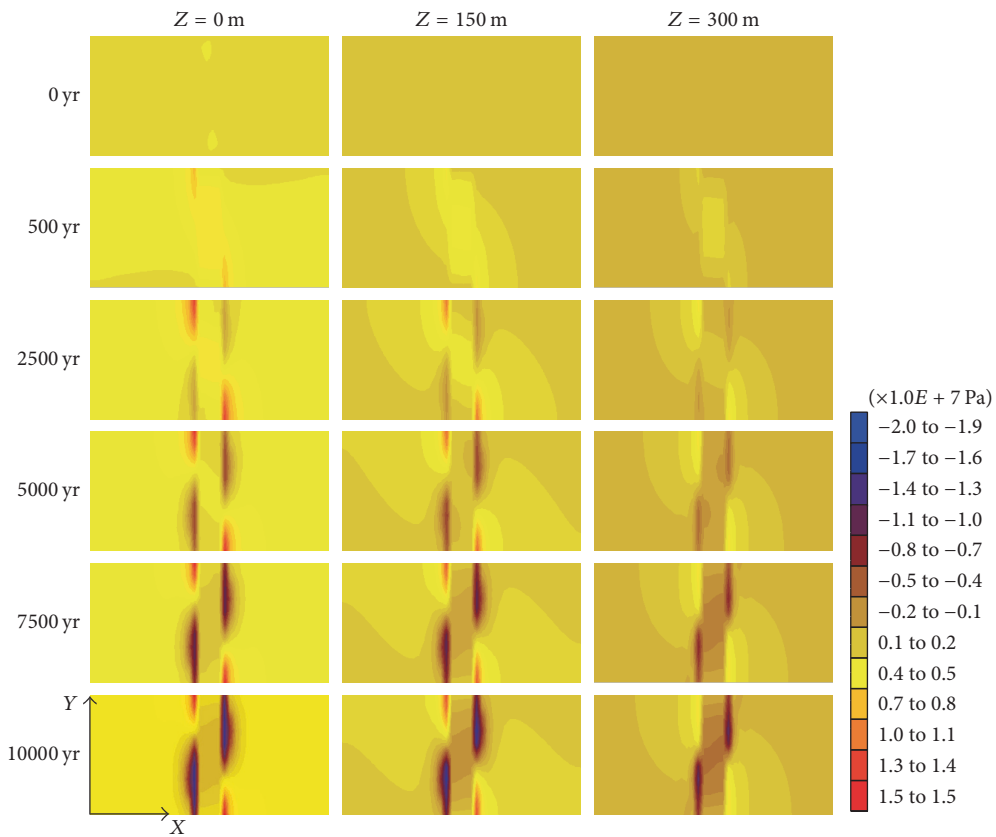 Z = 0 m
Z = 150 m
Z = 300 m
0 yr
500 yr
2500 yr
5000 yr
7500 yr
10000 yr
Y
X
(×1.0E + 7 Pa)
−2.0 to −1.9
−1.7 to −1.6
−1.4 to −1.3
−1.1 to −1.0
−0.8 to −0.7
−0.5 to −0.4
−0.2 to −0.1
0.1 to 0.2
0.4 to 0.5
0.7 to 0.8
1.0 to 1.1
1.3 to 1.4
1.5 to 1.5